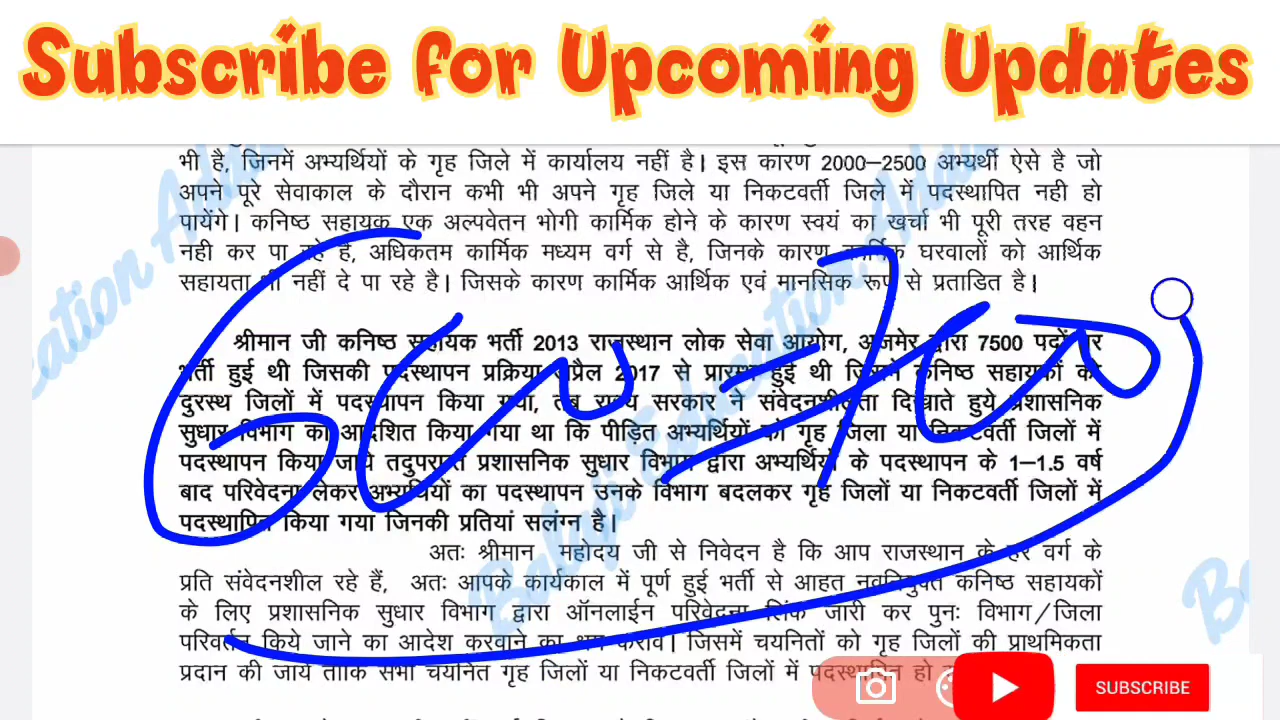 Subscribe for Upcoming Updates
भी है, जिनमें अभ्यर्थियों के गृह जिले में कार्यालय नहीं है। इस कारण 2000–2500 अभ्यर्थी ऐसे है जो
अपने पूरे सेवाकाल के दौरान कभी भी अपने गृह जिले या निकटवर्ती जिले में पदस्थापित नही हो
पायेंगे। कनिष्ठ सहायक एक अल्पवेतन भोगी कार्मिक होने के कारण स्वयं का खर्चा भी पूरी तरह वहन
नही कर पा रहे हैं, अधिकतम कार्मिक मध्यम वर्ग से है, जिनके कारण कार्मिक घरवालों को आर्थिक
सहायता भी नहीं दे पा रहे है। जिसके कारण कार्मिक आर्थिक एवं मानसिक रूप से प्रताडित है।
श्रीमान जी कनिष्ठ सहायक भर्ती 2013 राजस्थान लोक सेवा आयोग, अजमेर द्वारा 7500 पदों पर
भर्ती हुई थी जिसकी पदस्थापन प्रक्रिया अप्रैल 2017 से प्रारम्भ हुई थी जिसमे कनिष्ठ सहायकों को
दुरस्थ जिलों में पदस्थापन किया गया, तब राज्य सरकार ने संवेदनशीलता दिखाते हुये प्रशासनिक
सुधार विभाग को आदेशित किया गया था कि पीड़ित अभ्यर्थियों को गृह जिला या निकटवर्ती जिलों में
पदस्थापन किया जाये तदुपरान्त प्रशासनिक सुधार विभाग द्वारा अभ्यर्थियों के पदस्थापन के 1–1.5 वर्ष
बाद परिवेदना लेकर अभ्यर्थियों का पदस्थापन उनके विभाग बदलकर गृह जिलों या निकटवर्ती जिलों में
पदस्थापित किया गया जिनकी प्रतियां सलंग्न है।
अतः श्रीमान महोदय जी से निवेदन है कि आप राजस्थान के हर वर्ग के
प्रति संवेदनशील रहे हैं, अतः आपके कार्यकाल में पूर्ण हुई भर्ती से आहत नवनियुक्त कनिष्ठ सहायकों
के लिए प्रशासनिक सुधार विभाग द्वारा ऑनलाईन परिवेदना लिंक जारी कर पुनः विभाग/जिला
परिवर्तन किये जाने का आदेश करवाने का श्रम करावें। जिसमें चयनितों को गृह जिलों की प्राथमिकता
प्रदान की जाये ताकि सभी चयनित गृह जिलों या निकटवर्ती जिलों में पदस्थापित हो
SUBSCRIBE